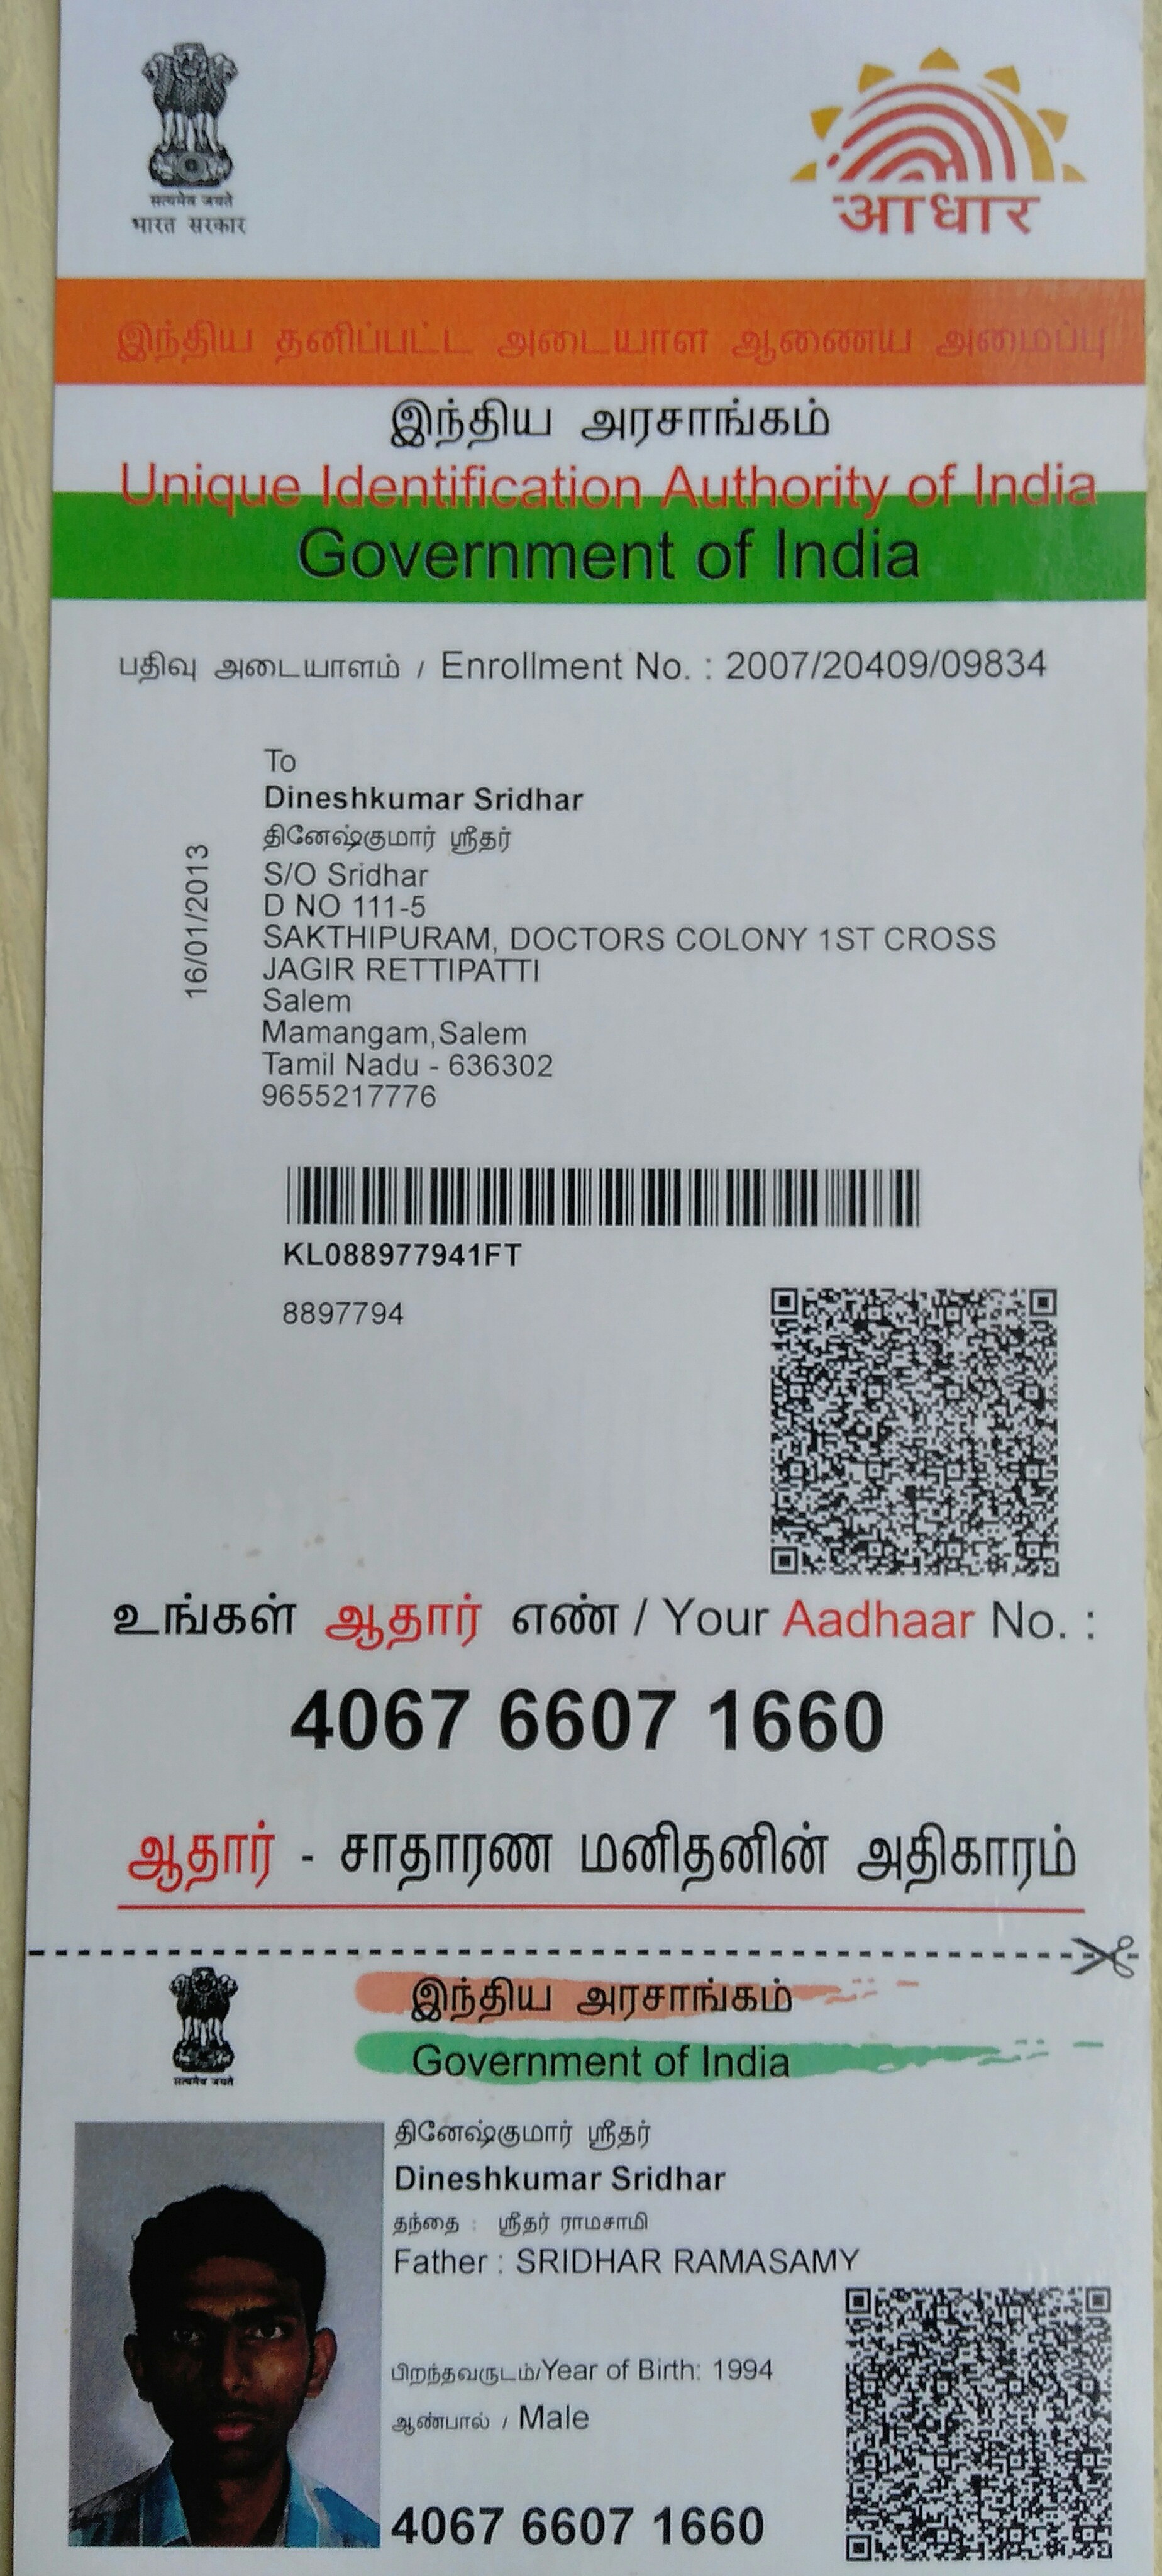 सत्यमेव जयते
भारत सरकार
आधार
இந்திய தனிப்பட்ட அடையாள ஆணைய அமைப்பு
இந்திய அரசாங்கம்
Unique Identification Authority of India
Government of India
பதிவு அடையாளம் / Enrollment No. : 2007/20409/09834
16/01/2013
To
Dineshkumar Sridhar
தினேஷ்குமார் ஸ்ரீதர்
S/O Sridhar
D NO 111-5
SAKTHIPURAM, DOCTORS COLONY 1ST CROSS
JAGIR RETTIPATTI
Salem
Mamangam,Salem
Tamil Nadu - 636302
9655217776
KL088977941FT
8897794
உங்கள் ஆதார் எண் / Your Aadhaar No. :
4067 6607 1660
ஆதார் - சாதாரண மனிதனின் அதிகாரம்
இந்திய அரசாங்கம்
Government of India
सत्यमेव जयते
தினேஷ்குமார் ஸ்ரீதர்
Dineshkumar Sridhar
தந்தை : ஸ்ரீதர் ராமசாமி
Father : SRIDHAR RAMASAMY
பிறந்தவருடம்/Year of Birth: 1994
ஆண்பால் / Male
4067 6607 1660